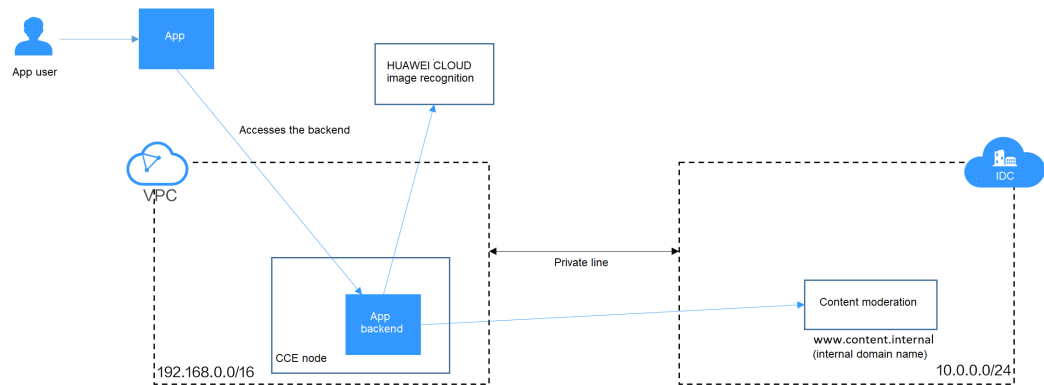 App
App user
HUAWEI CLOUD
image recognition
Accesses the backend
VPC
IDC
Private line
App
backend
CCE node
192.168.0.0/16
Content moderation
www.content.internal
(internal domain name)
10.0.0.0/24